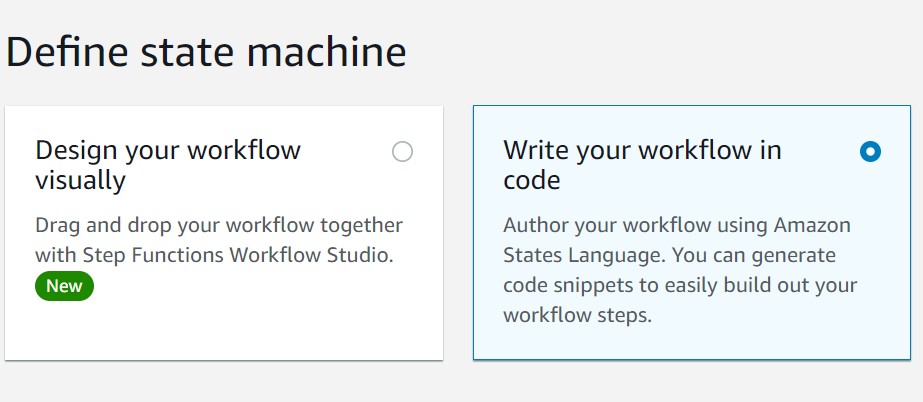 Define state machine
Design your workflow
visually
Drag and drop your workflow together
with Step Functions Workflow Studio.
New
Write your workflow in
code
Author your workflow using Amazon
States Language. You can generate
code snippets to easily build out your
workflow steps.